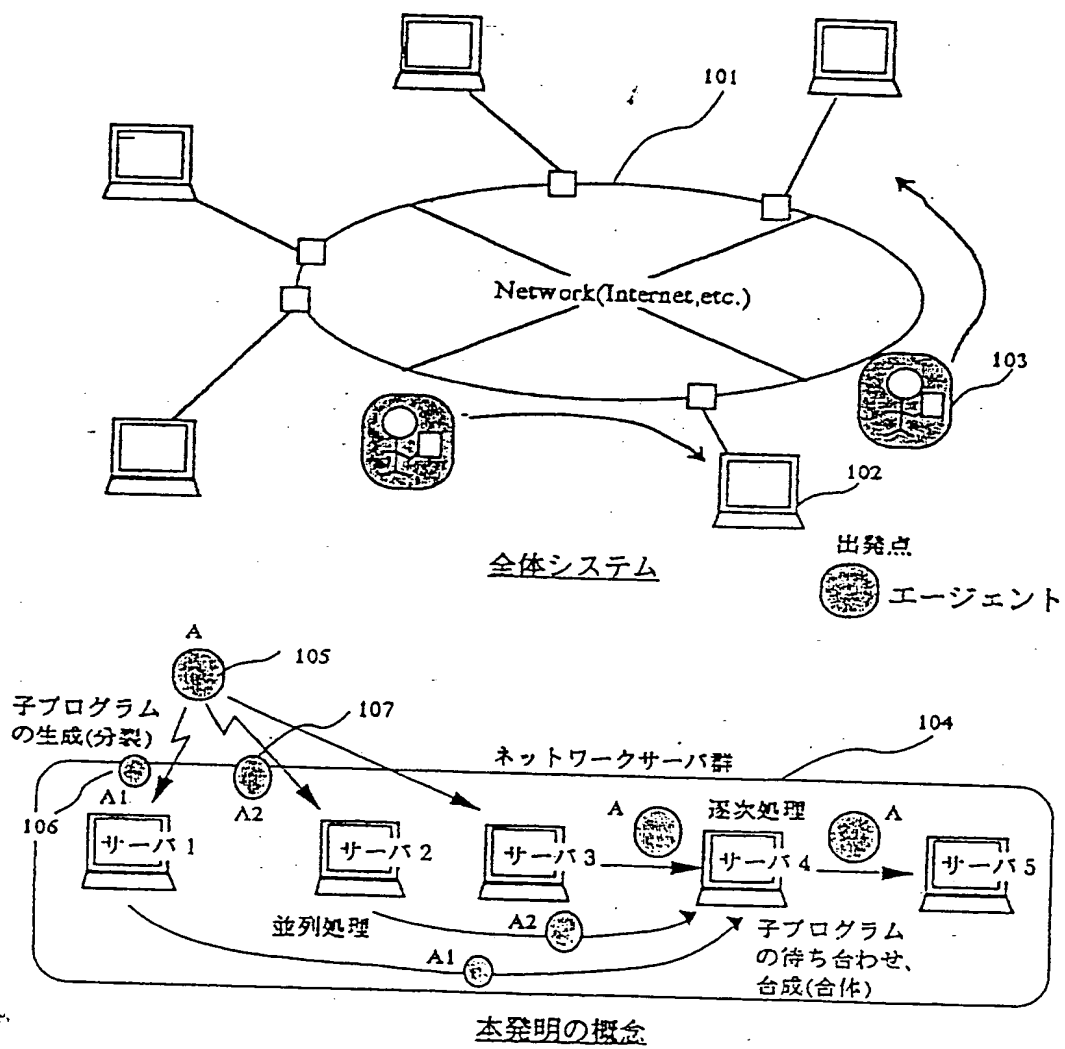 101
Network(Internet,etc.)
103
102
出発点
全体システム
エージェント
A
105
子プログラム
の生成(分裂)
107
104
ネットワークサーバ群
106
A1
A2
A
逐次処理
A
サーバ 1
サーバ 2
サーバ 3
サーバ 4
サーバ 5
並列処理
A2
A1
子プログラム
の待ち合わせ、
合成(合作)
本発明の概念